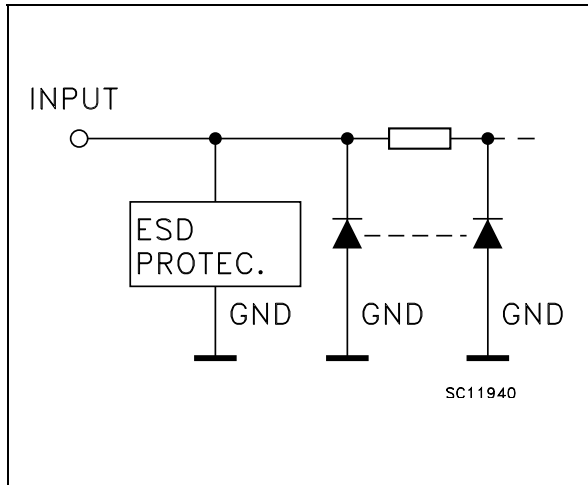 INPUT
ESD
PROTEC.
GND GND GND
SC11940